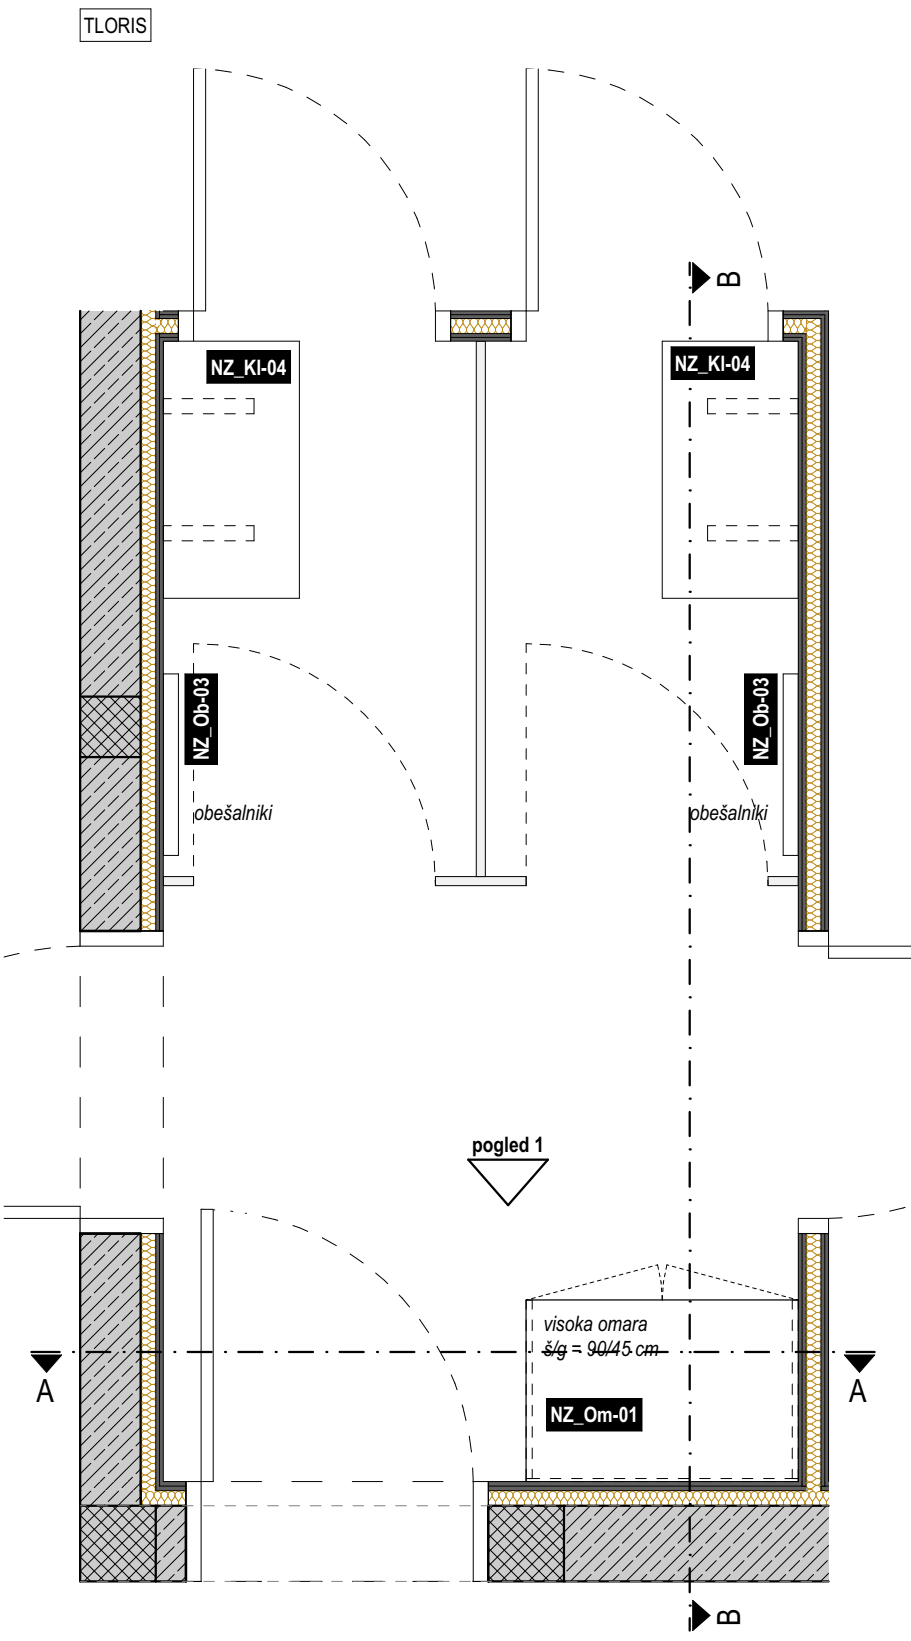 TLORIS
B
NZ_Kl-04
NZ_Kl-04
NZ_Ob-03
NZ_Ob-03
obešalniki
obešalniki
pogled 1
visoka omara
š/g = 90/45 cm
A
A
NZ_Om-01
B